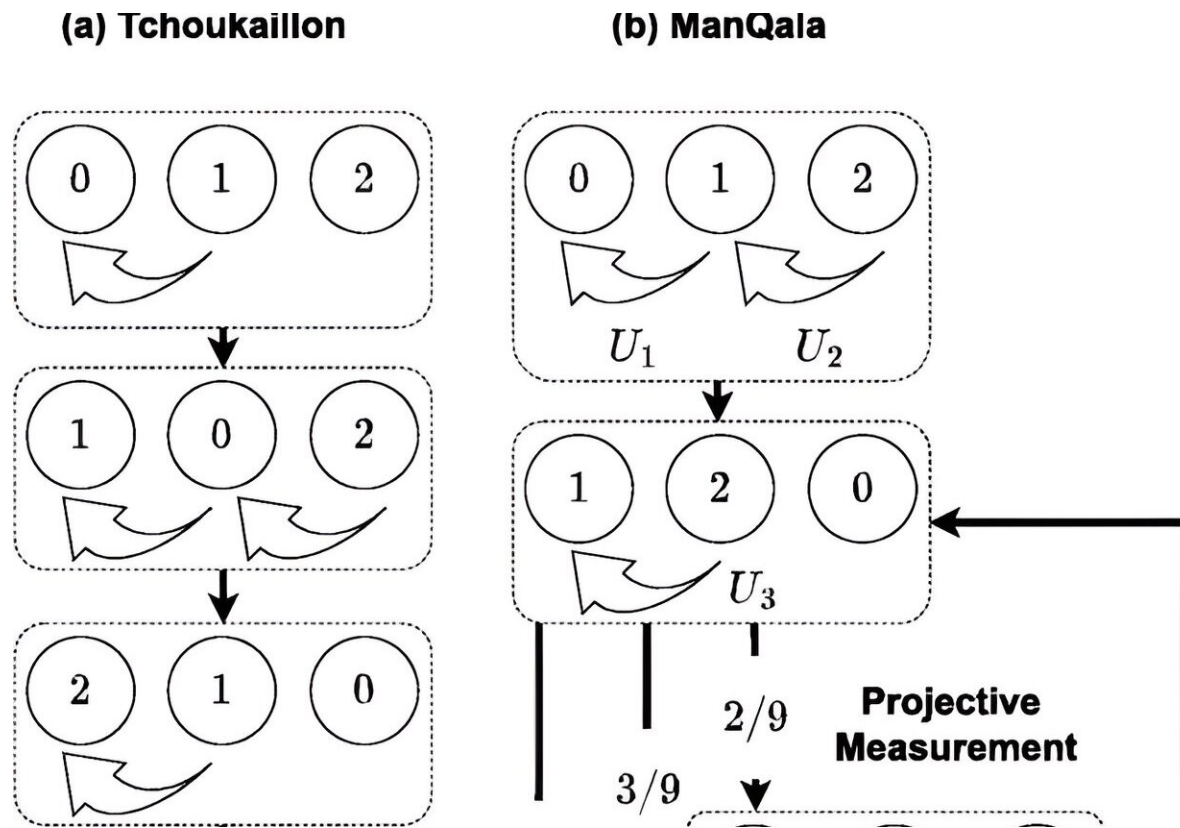 (a) Tchoukaillon
0 1 2
1 0 2
2 1 0
(b) ManQala
0 1 2
U₁ U₂
1 2 0
U₃
2/9
3/9
Projective
Measurement